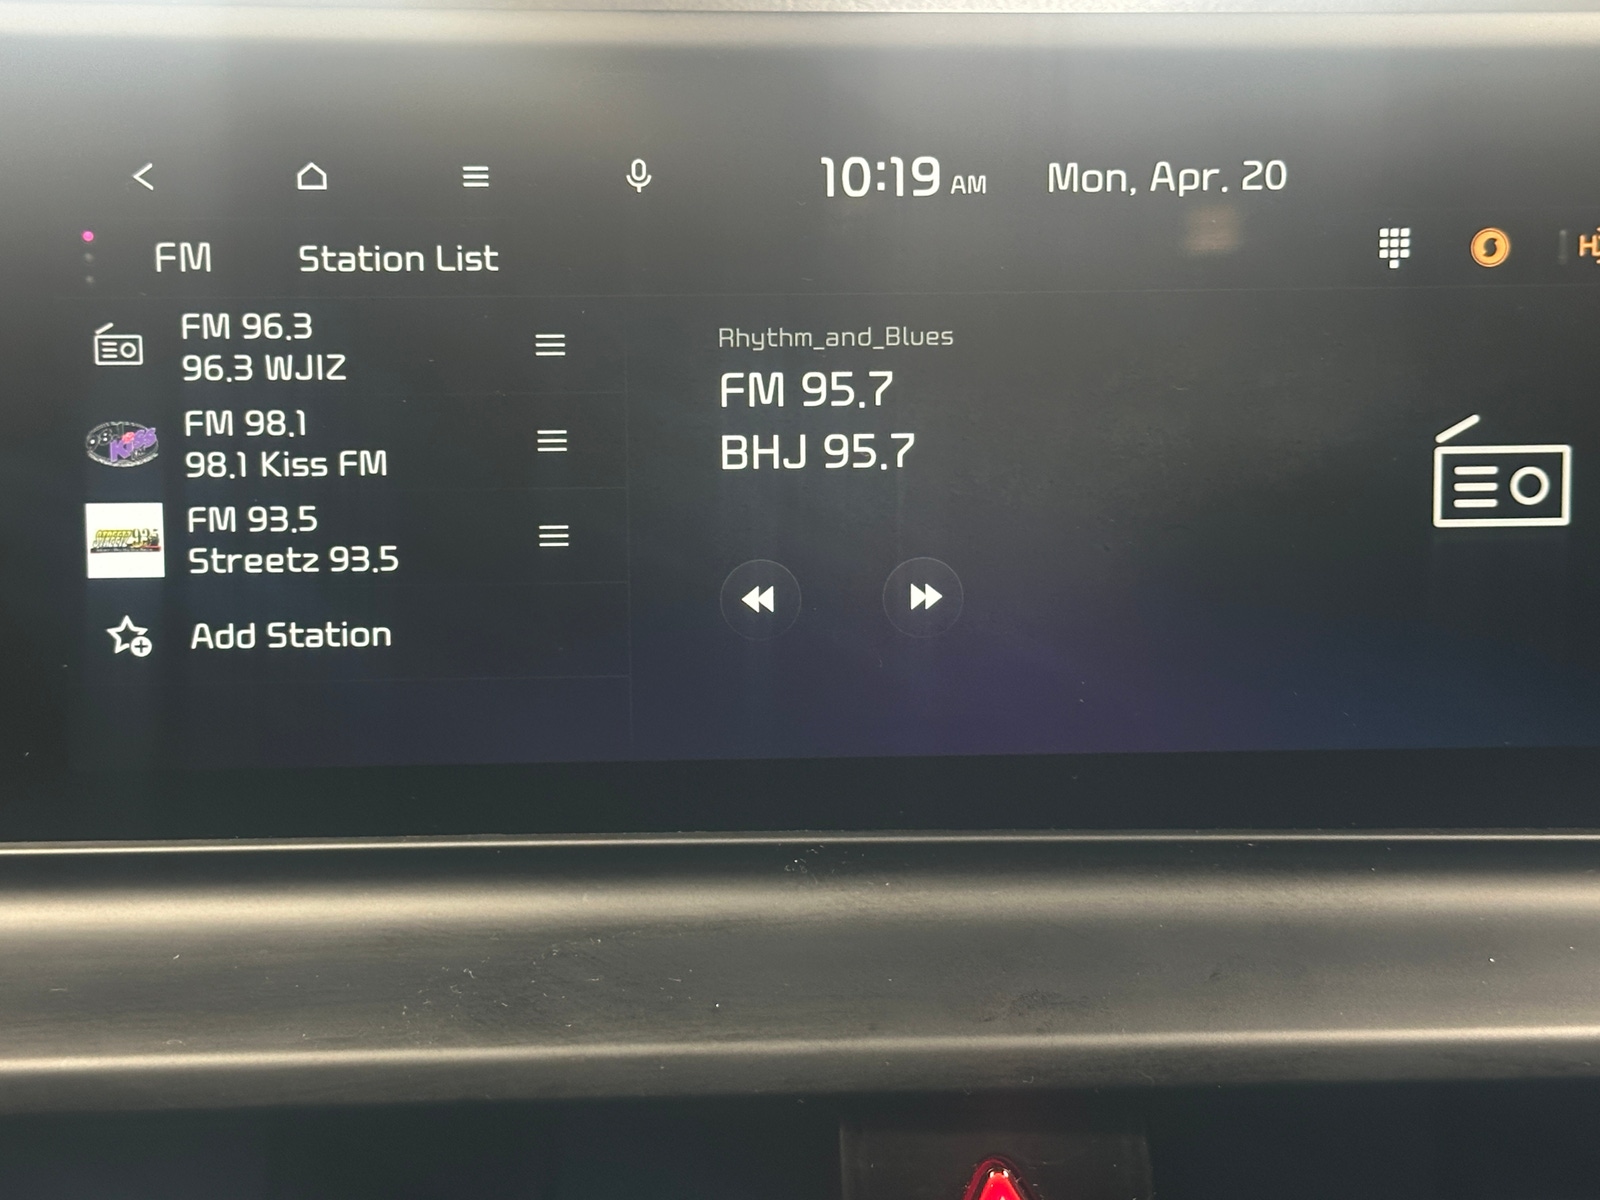 10:19 AM Mon, Apr. 20
FM Station List
FM 96.3
96.3 WJIZ
FM 98.1
98.1 Kiss FM
FM 93.5
Streetz 93.5
Add Station
Rhythm_and_Blues
FM 95.7
BHJ 95.7